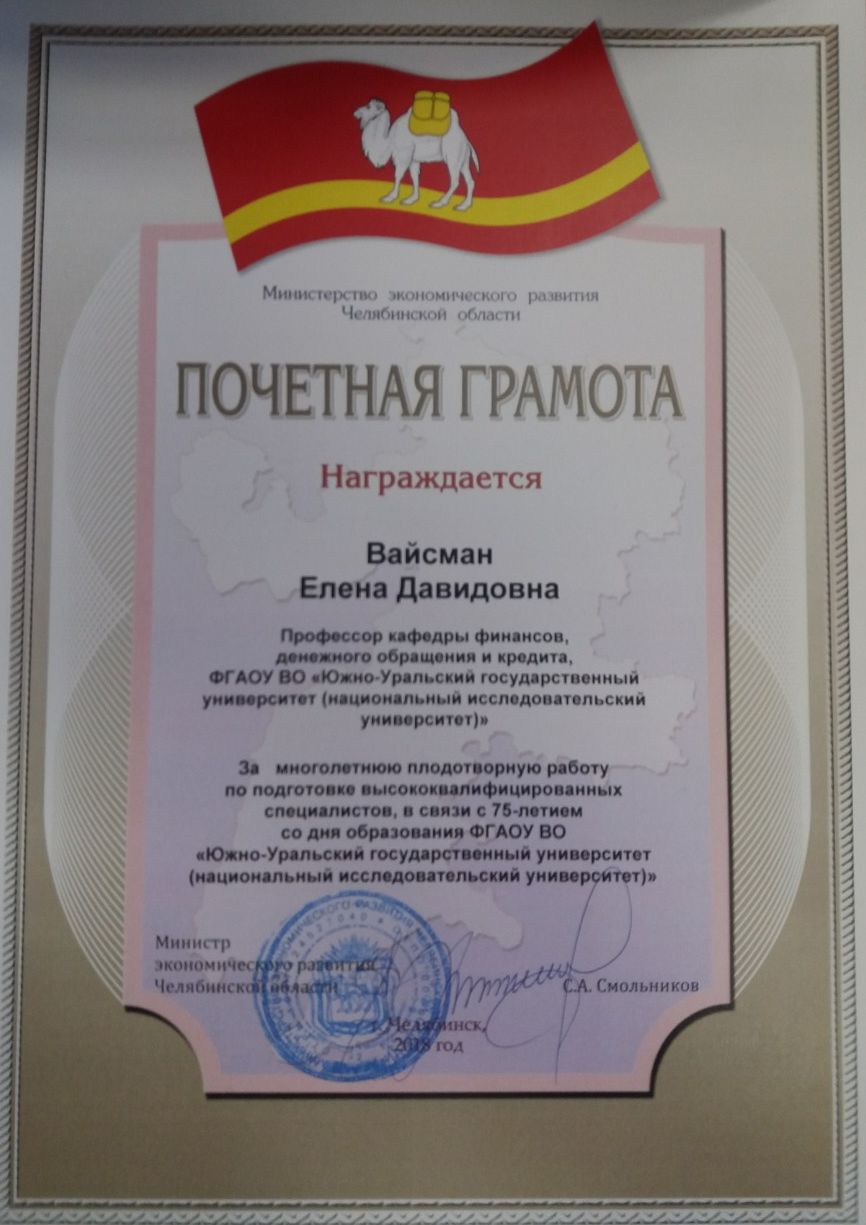 Министерство экономического развития
Челябинской области
ПОЧЕТНАЯ ГРАМОТА
Награждается
Вайсман
Елена Давидовна
Профессор кафедры финансов,
денежного обращения и кредита,
ФГАОУ ВО «Южно-Уральский государственный
университет (национальный исследовательский
университет)»
За многолетнюю плодотворную работу
по подготовке высококвалифицированных
специалистов, в связи с 75-летием
со дня образования ФГАОУ ВО
«Южно-Уральский государственный университет
(национальный исследовательский университет)»
Министр
экономического развития
Челябинской области
С.А. Смольников
г. Челябинск,
2018 год